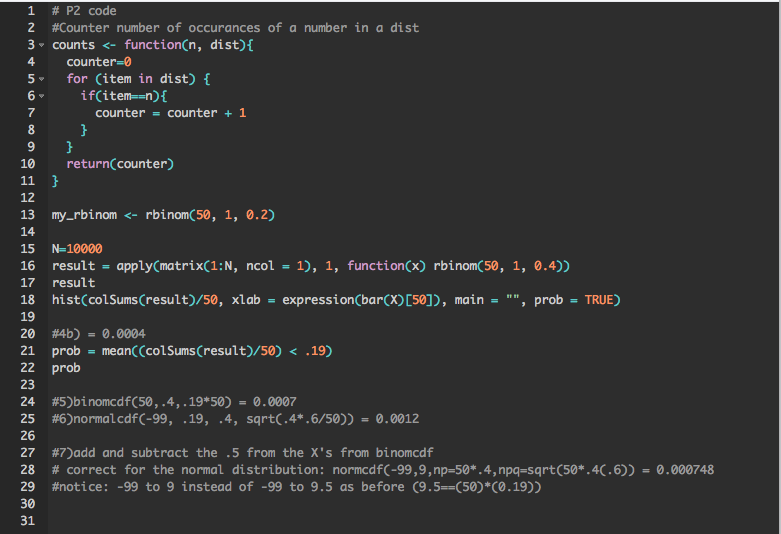 1 # P2 code
2 #Counter number of occurances of a number in a dist
3 counts <- function(n, dist){
4 counter=0
5 for (item in dist) {
6 if(item==n){
7 counter = counter + 1
8 }
9 }
10 return(counter)
11 }
12
13 my_rbinom <- rbinom(50, 1, 0.2)
14
15 N=10000
16 result = apply(matrix(1:N, ncol = 1), 1, function(x) rbinom(50, 1, 0.4))
17 result
18 hist(colSums(result)/50, xlab = expression(bar(X)[50]), main = "", prob = TRUE)
19
20 #4b) = 0.0004
21 prob = mean((colSums(result)/50) < .19)
22 prob
23
24 #5)binomcdf(50,.4,.19*50) = 0.0007
25 #6)normalcdf(-99, .19, .4, sqrt(.4*.6/50)) = 0.0012
26
27 #7)add and subtract the .5 from the X's from binomcdf
28 # correct for the normal distribution: normcdf(-99,9,np=50*.4,npq=sqrt(50*.4(.6)) = 0.000748
29 #notice: -99 to 9 instead of -99 to 9.5 as before (9.5==(50)*(0.19))
30
31